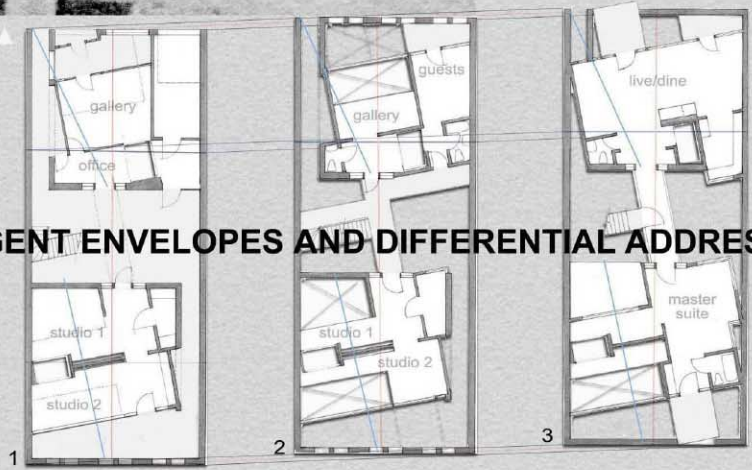 gallery
office
studio 1
studio 2
1
guests
gallery
studio 1
studio 2
2
live/dine
master
suite
3
GENT ENVELOPES AND DIFFERENTIAL ADDRES